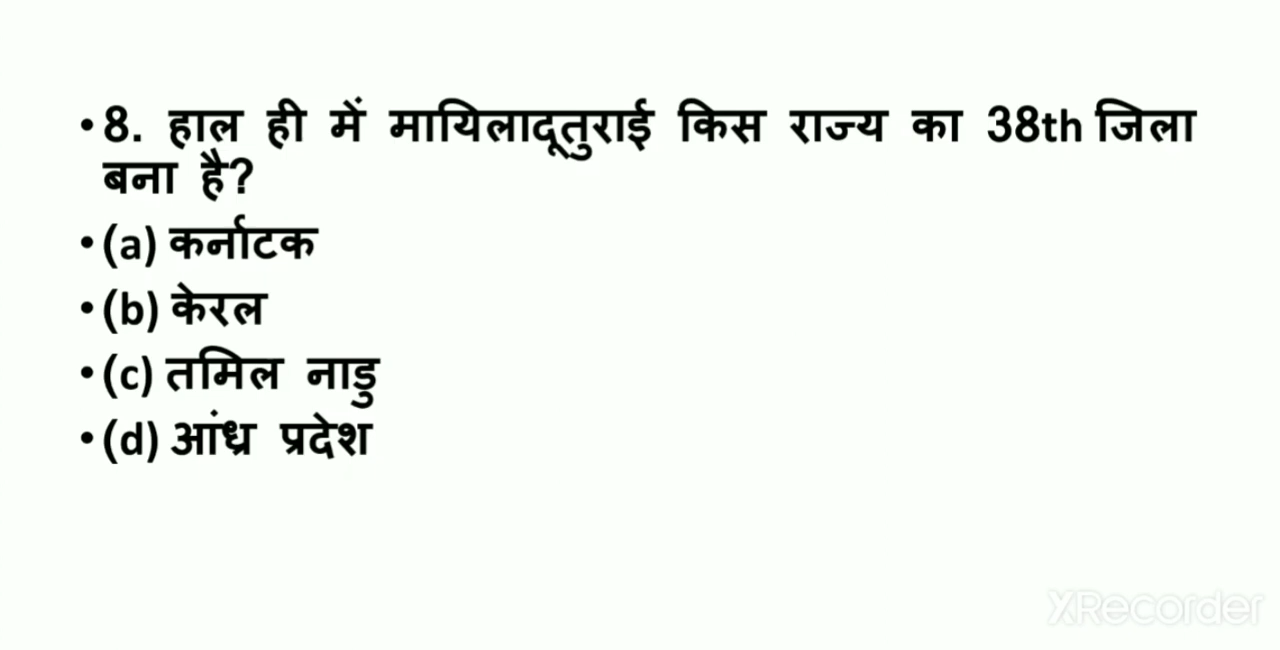 •8. हाल ही में मायिलादूतुराई किस राज्य का 38th जिला
बना है?
•(a) कर्नाटक
•(b) केरल
•(c) तमिल नाडु
•(d) आंध्र प्रदेश
XRecorder